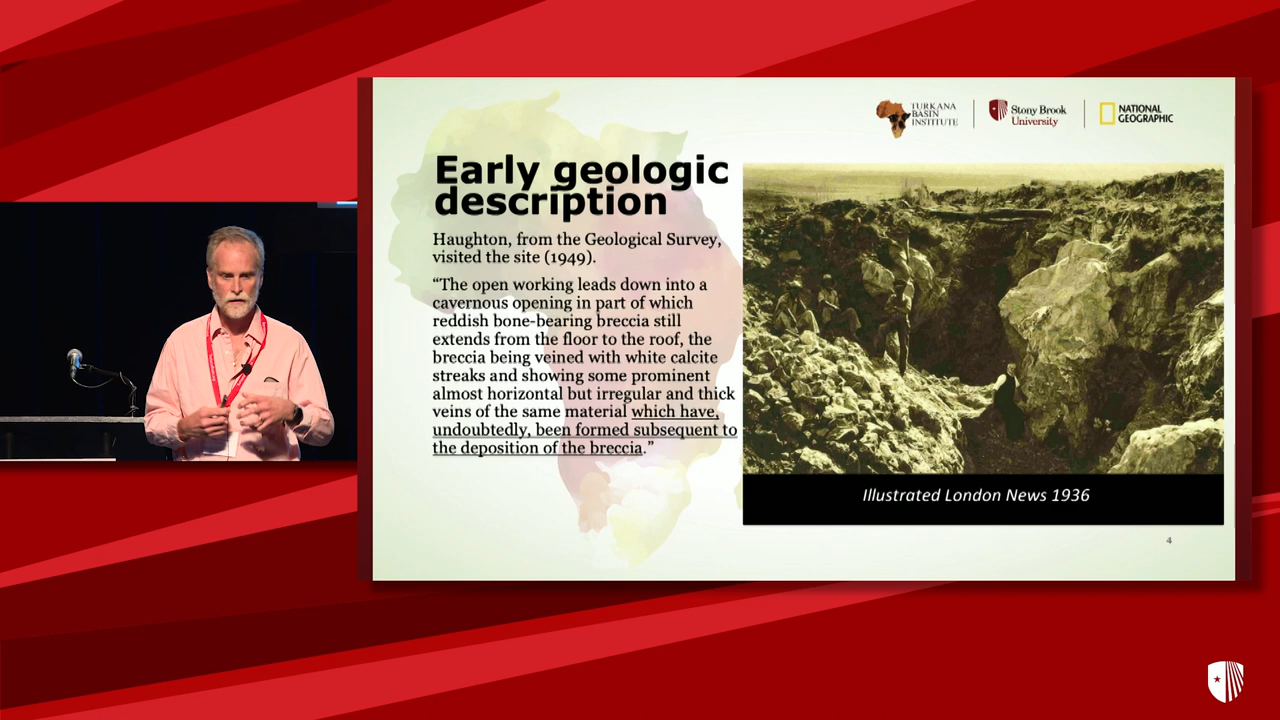 TURKANA
BASIN
INSTITUTE
Stony Brook
University
NATIONAL
GEOGRAPHIC
Early geologic
description
Haughton, from the Geological Survey,
visited the site (1949).
“The open working leads down into a
cavernous opening in part of which
reddish bone-bearing breccia still
extends from the floor to the roof, the
breccia being veined with white calcite
streaks and showing some prominent
almost horizontal but irregular and thick
veins of the same material which have,
undoubtedly, been formed subsequent to
the deposition of the breccia.”
Illustrated London News 1936
4